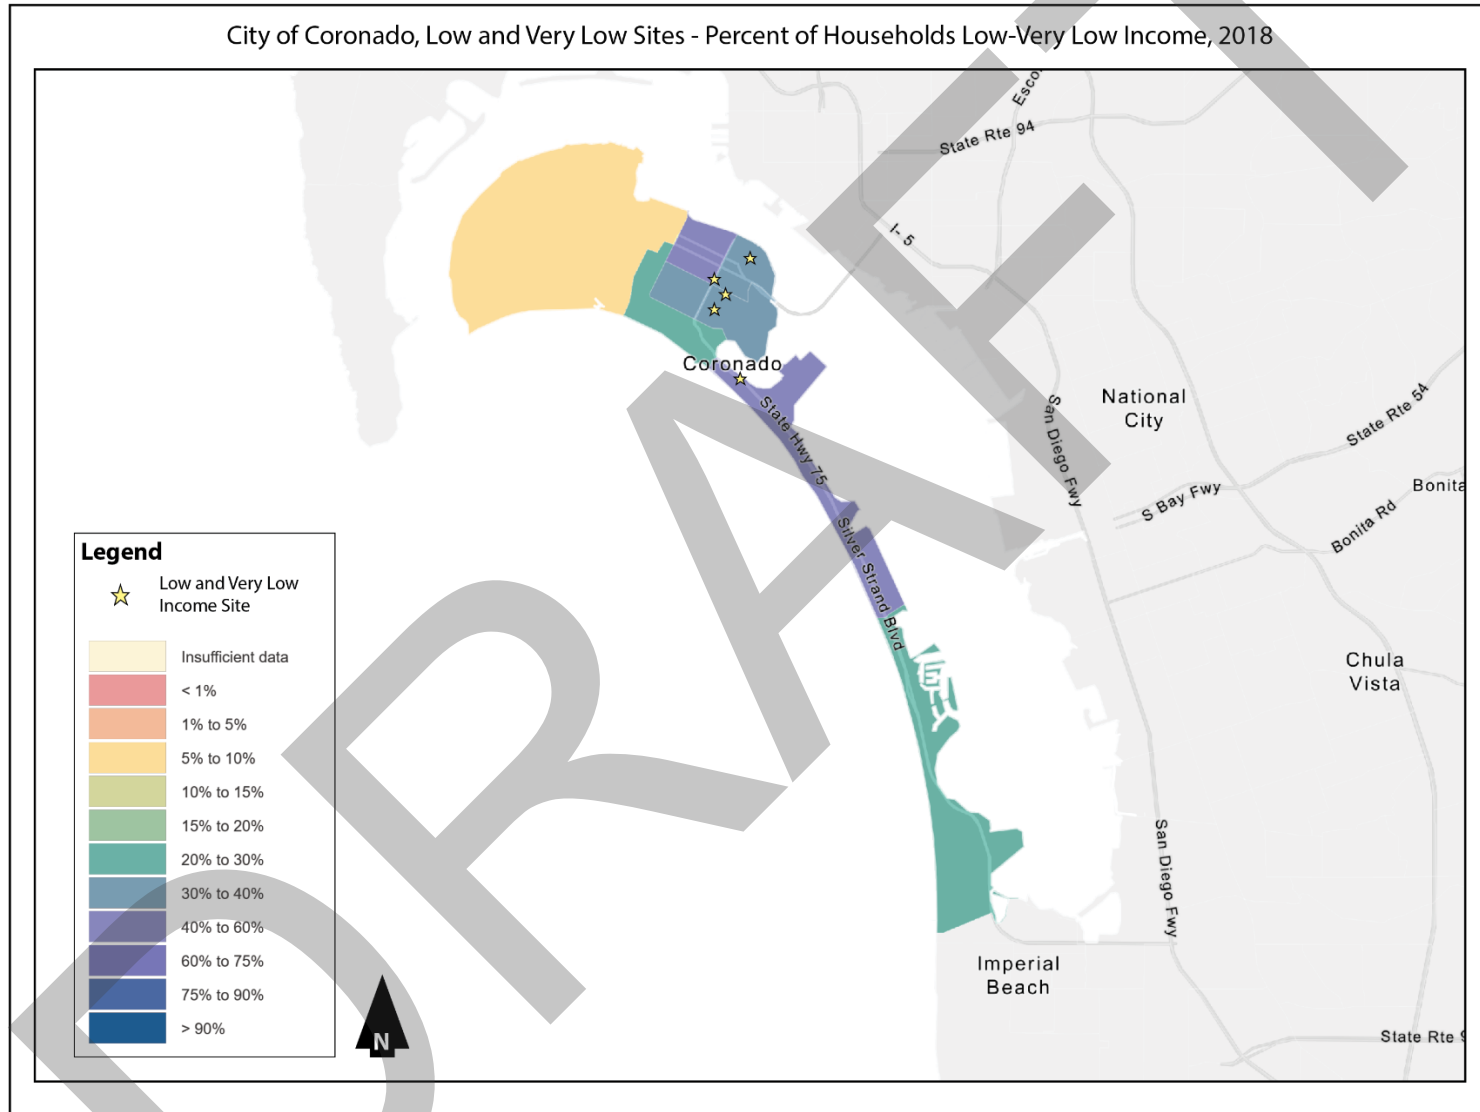 City of Coronado, Low and Very Low Sites - Percent of Households Low-Very Low Income, 2018
Esco
State Rte 94
I- 5
Coronado
National
City
State Rte 54
San Diego Fwy
State Hwy 75
S Bay Fwy
Bonita
Bonita Rd
Silver Strand Blvd
Chula
Vista
San Diego Fwy
Imperial
Beach
State Rte 9
Legend
Low and Very Low
Income Site
Insufficient data
< 1%
1% to 5%
5% to 10%
10% to 15%
15% to 20%
20% to 30%
30% to 40%
40% to 60%
60% to 75%
75% to 90%
> 90%
N
DRAFT